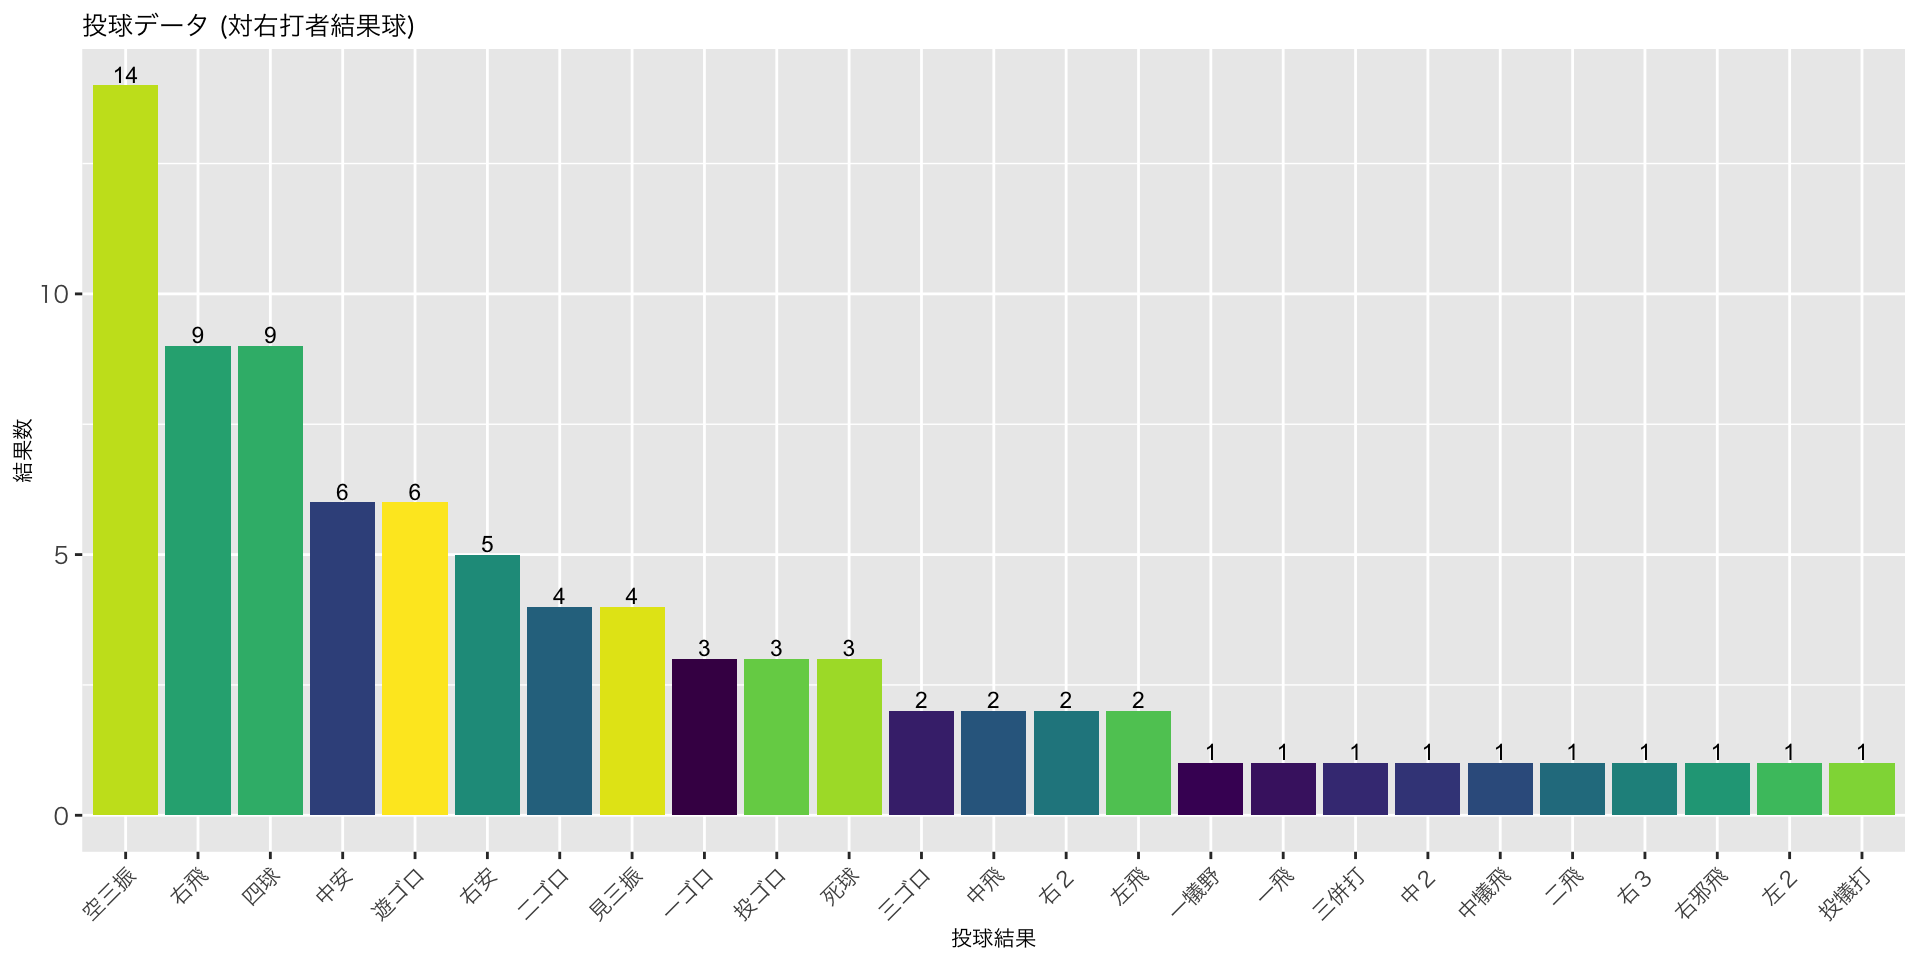 投球データ (対右打者結果球)
14
9
9
6
6
5
4
4
3
3
3
2
2
2
2
1
1
1
1
1
1
1
1
1
1
10
5
0
結果数
空三振
右飛
四球
中安
遊ゴロ
右安
二ゴロ
見三振
一ゴロ
投ゴロ
死球
三ゴロ
中飛
右２
左飛
一犠野
一飛
三併打
中２
中犠飛
二飛
右３
右邪飛
左２
投犠打
投球結果